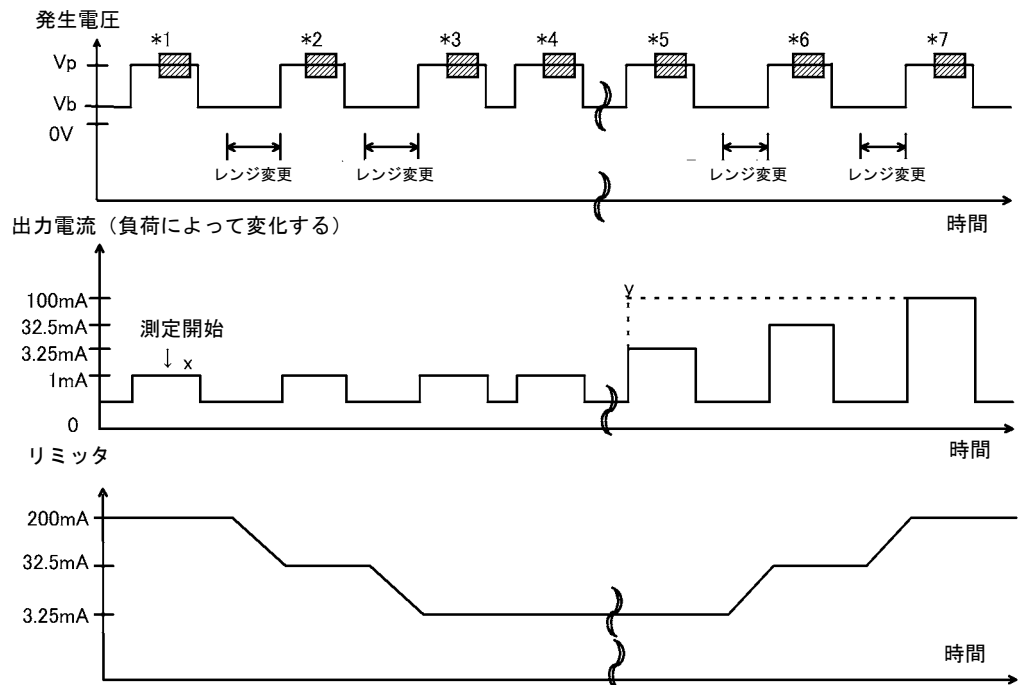 発生電圧
*1 *2 *3 *4 *5 *6 *7
Vp
Vb
0V
レンジ変更 レンジ変更 レンジ変更 レンジ変更
時間
出力電流（負荷によって変化する）
100mA
y
32.5mA
測定開始
3.25mA
↓ x
1mA
0
時間
リミッタ
200mA
32.5mA
3.25mA
時間